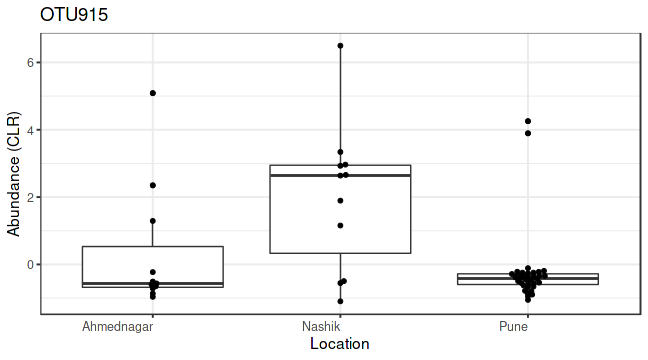 OTU915
Abundance (CLR)
6
4
2
0
Ahmednagar
Nashik
Pune
Location